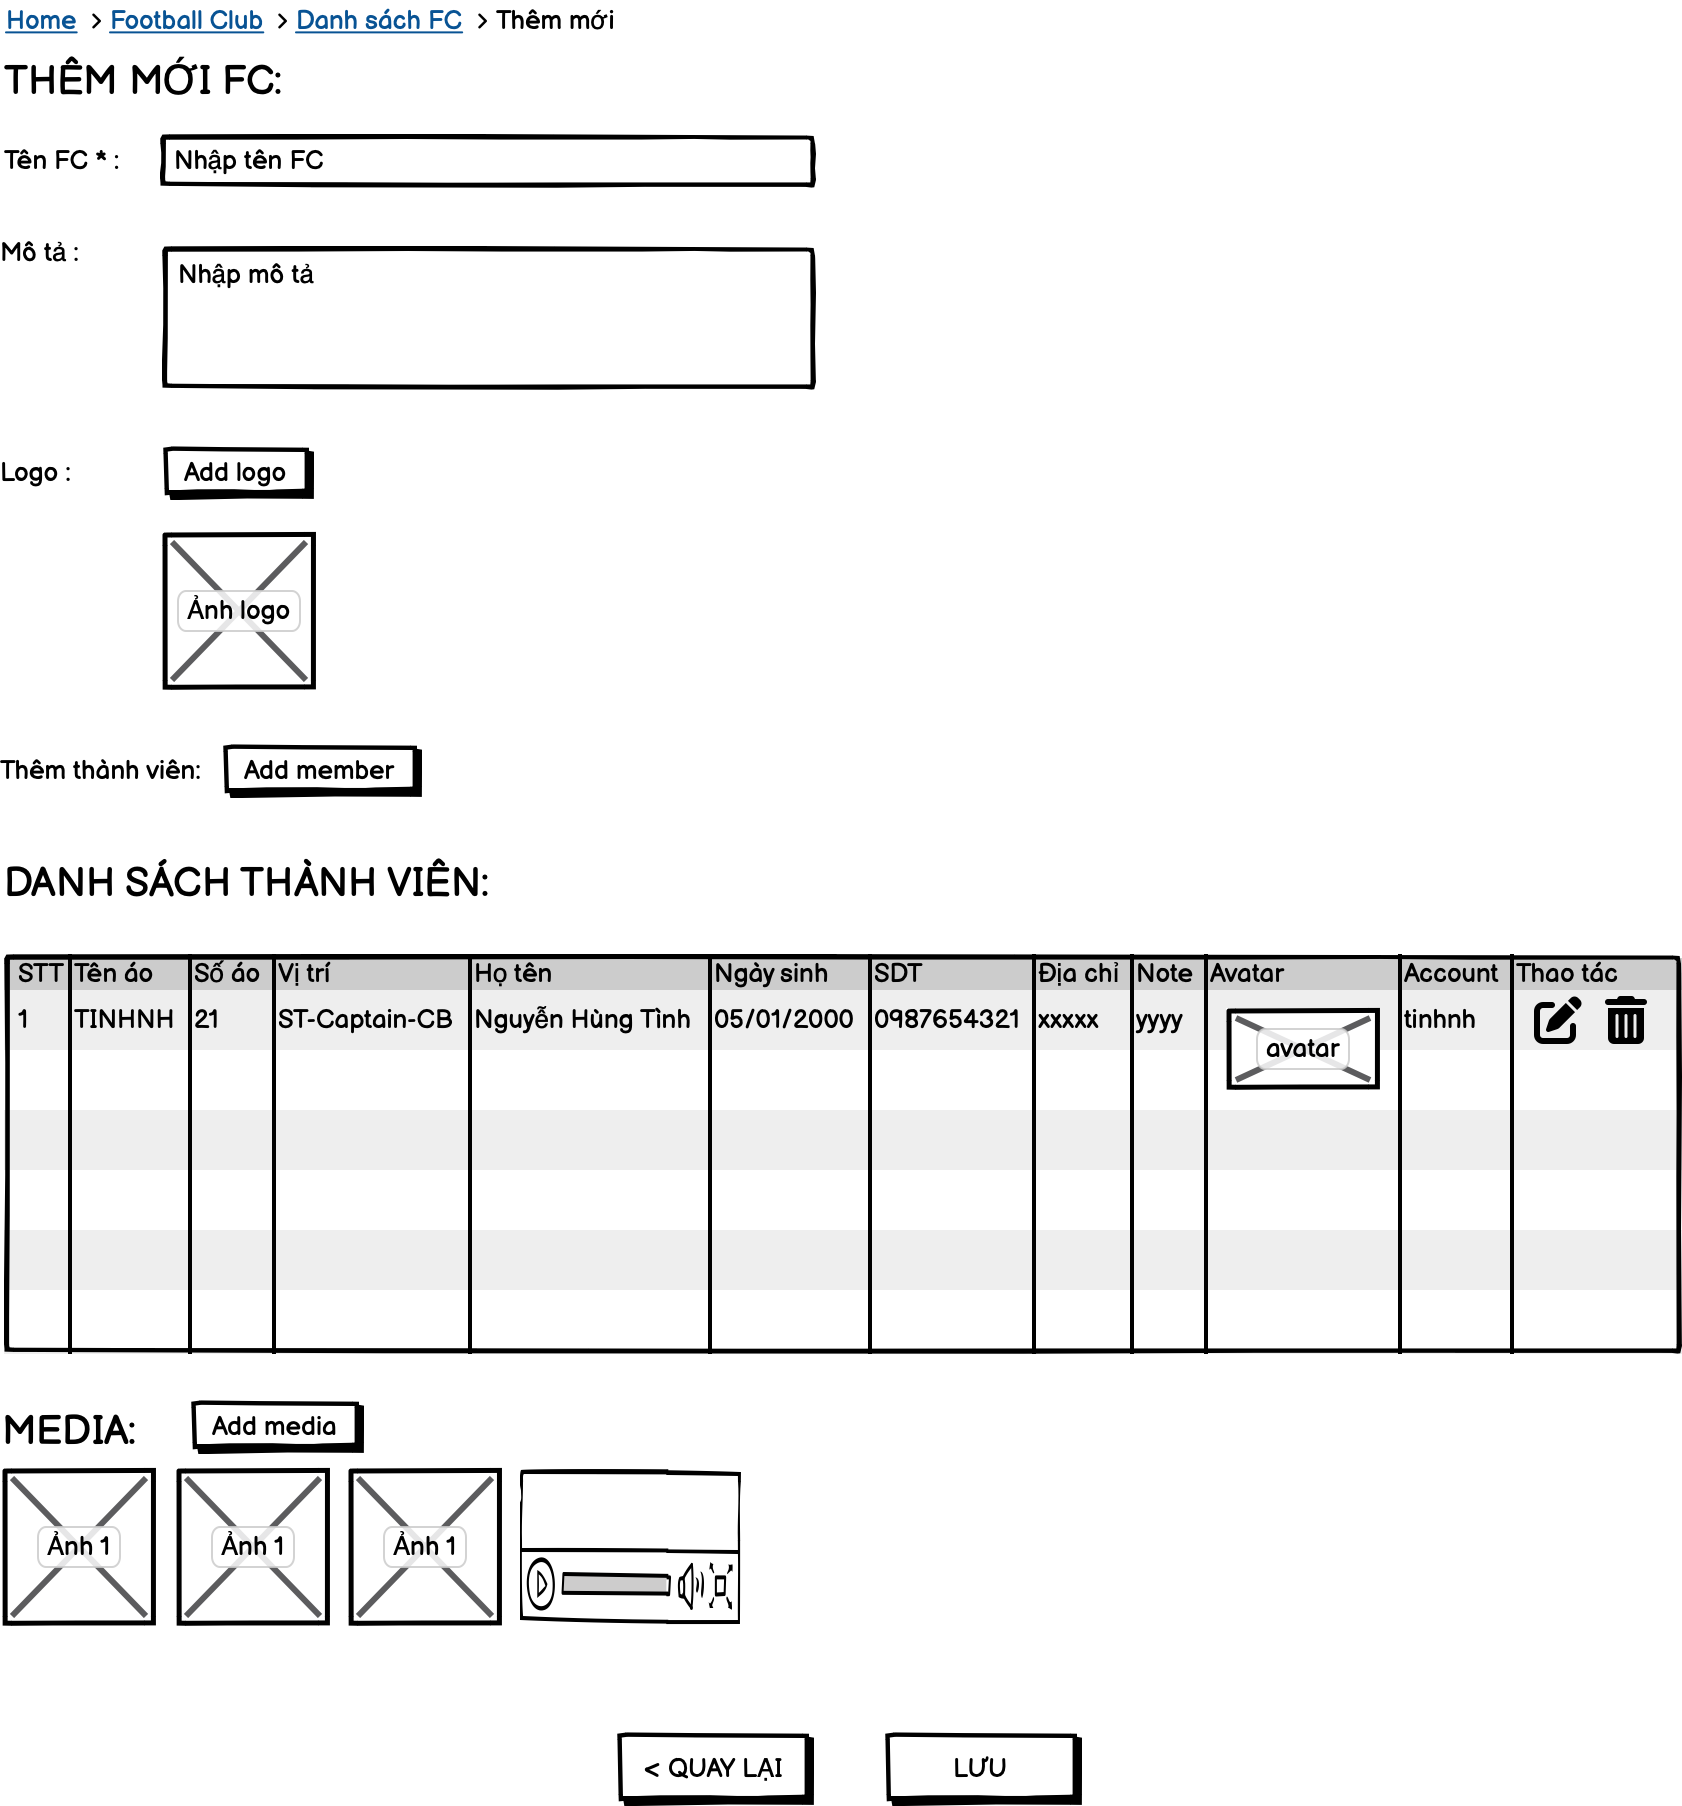 Home > Football Club > Danh sách FC > Thêm mới
THÊM MỚI FC:
Tên FC * : Nhập tên FC
Mô tả : Nhập mô tả
Logo : Add logo
Ảnh logo
Thêm thành viên: Add member
DANH SÁCH THÀNH VIÊN:
STT Tên áo Số áo Vị trí Họ tên Ngày sinh SDT Địa chỉ Note Avatar Account Thao tác
1 TINHNH 21 ST-Captain-CB Nguyễn Hùng Tình 05/01/2000 0987654321 xxxxx yyyy avatar tinhnh
MEDIA: Add media
Ảnh 1 Ảnh 1 Ảnh 1
< QUAY LẠI LƯU